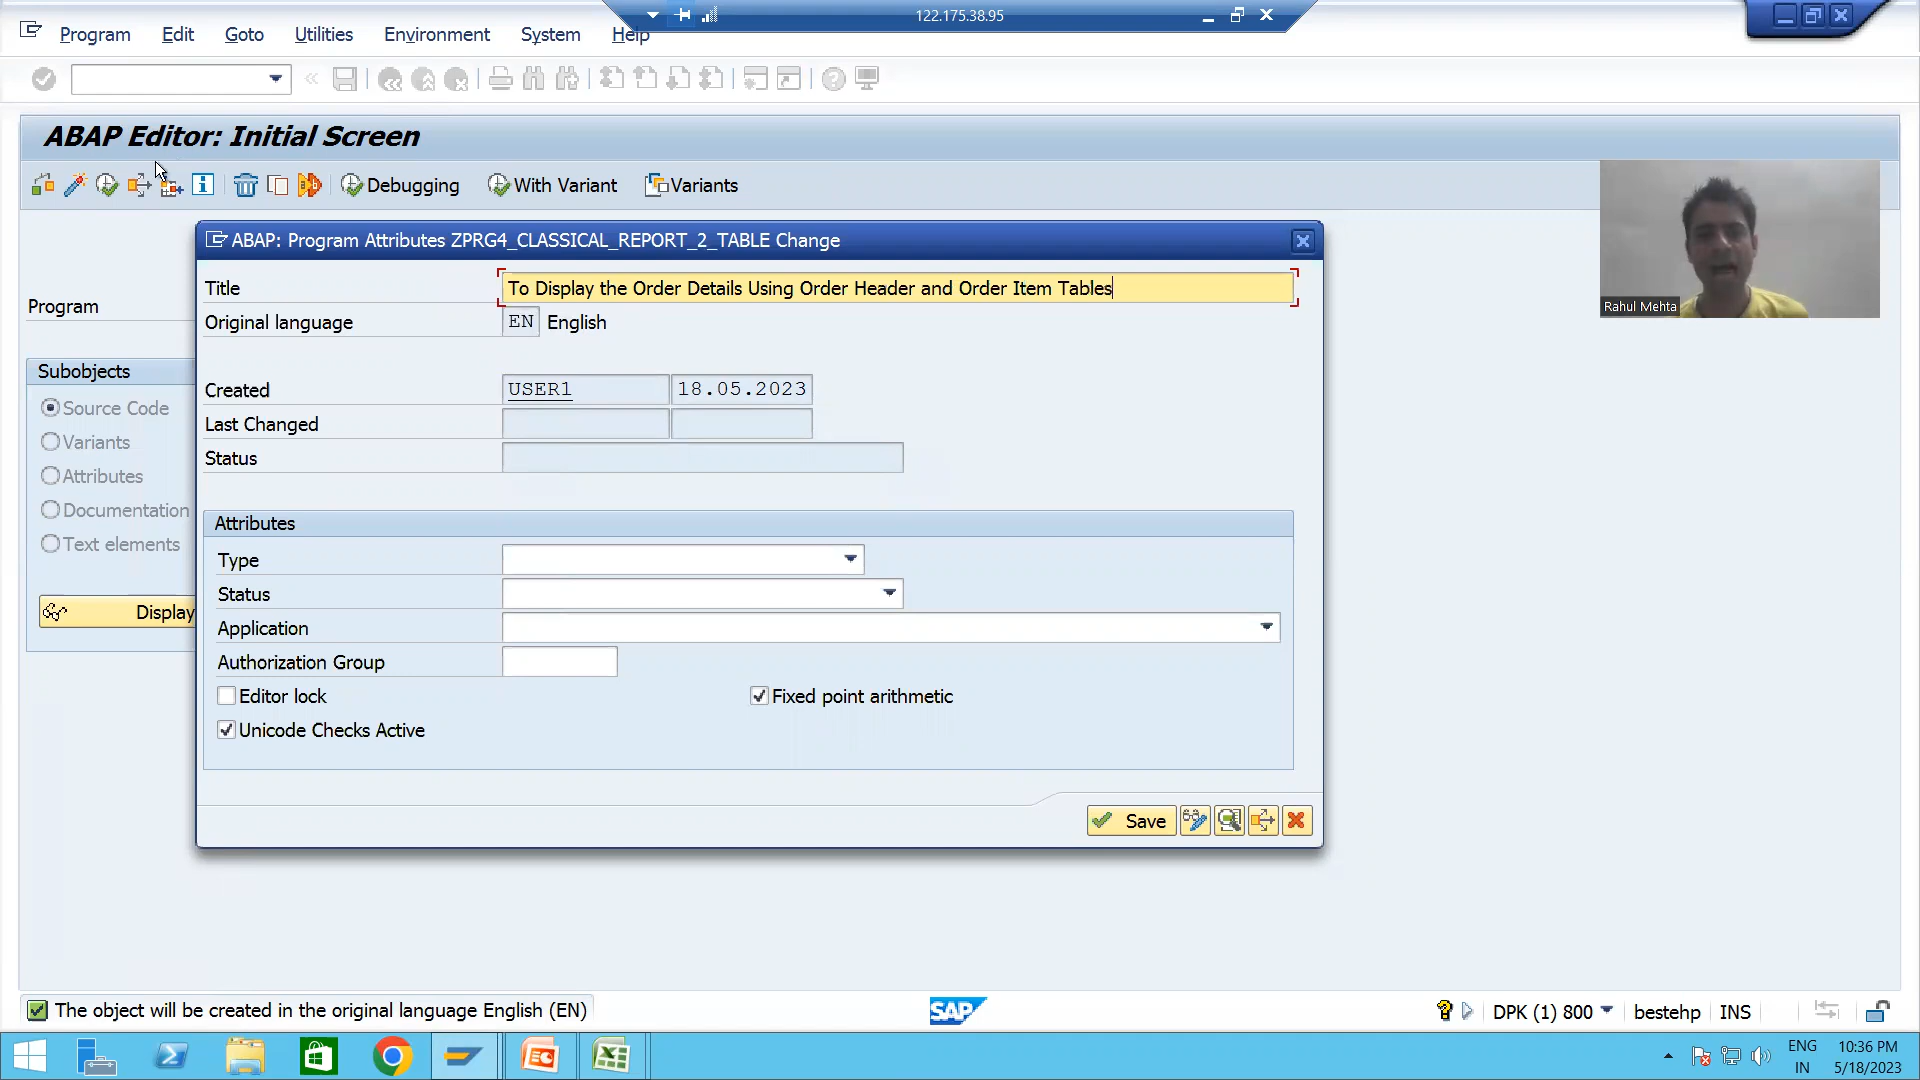 122.175.38.95
Program Edit Goto Utilities Environment System Help
ABAP Editor: Initial Screen
Debugging With Variant Variants
ABAP: Program Attributes ZPRG4_CLASSICAL_REPORT_2_TABLE Change
Title To Display the Order Details Using Order Header and Order Item Tables
Rahul Mehta
Program
Original language EN English
Subobjects
Created USER1 18.05.2023
Source Code
Last Changed
Variants
Status
Attributes
Documentation
Attributes
Text elements
Type
Status
Display
Application
Authorization Group
Editor lock Fixed point arithmetic
Unicode Checks Active
Save
The object will be created in the original language English (EN)
SAP
DPK (1) 800 bestehp INS
ENG 10:36 PM
IN 5/18/2023